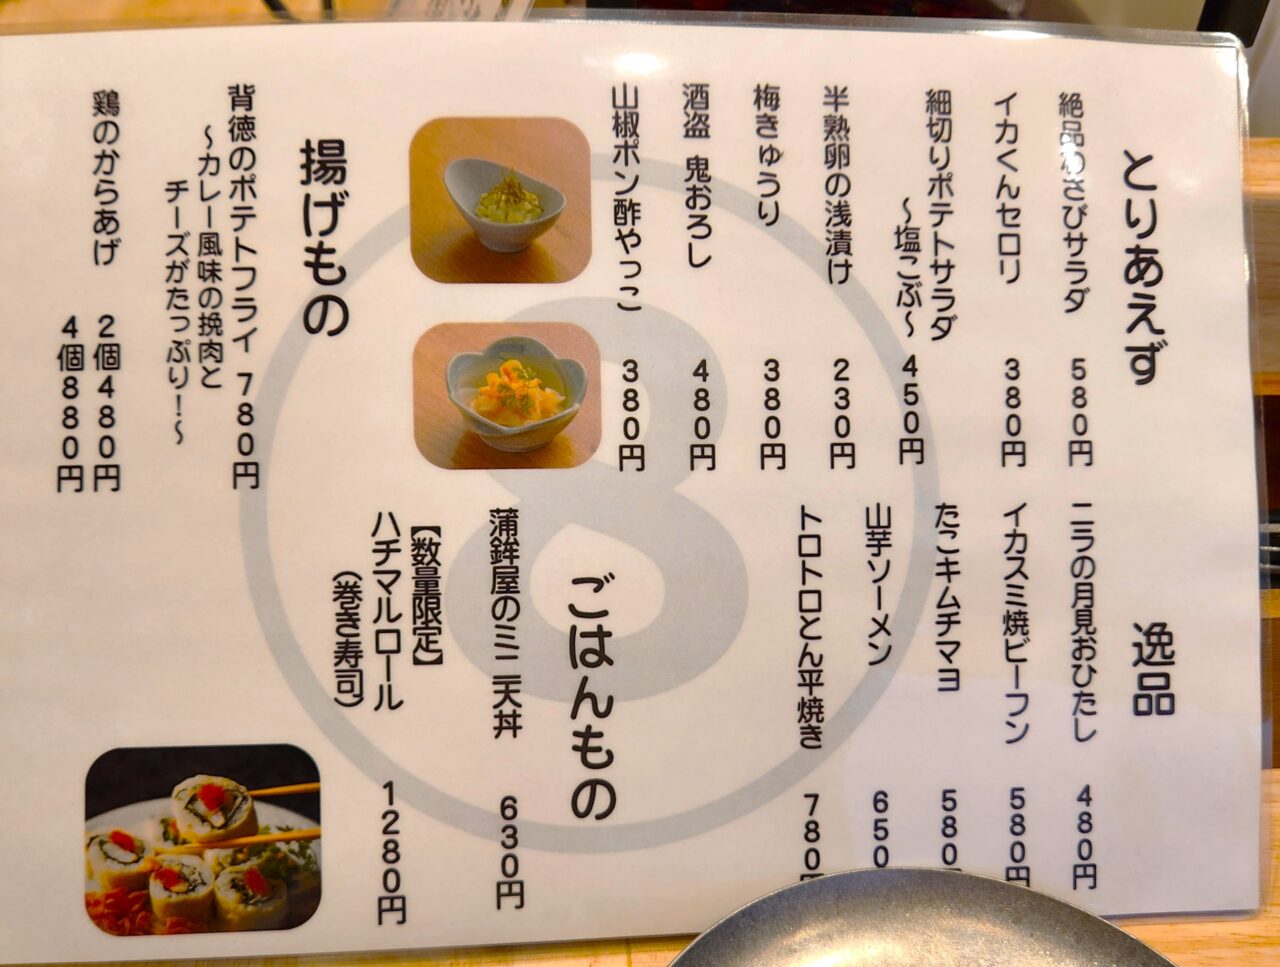 とりあえず
絶品わさびサラダ 580円
イカくんセロリ 380円
細切りポテトサラダ
～塩こぶ～ 450円
半熟卵の浅漬け 230円
梅きゅうり 380円
酒盗 鬼おろし 480円
山椒ポン酢やっこ 380円
揚げもの
背徳のポテトフライ 780円
～カレー風味の挽肉と
チーズがたっぷり！～
鶏のからあげ 2個480円
4個880円
逸品
ニラの月見おひたし 480円
イカスミ焼ビーフン 580円
たこキムチマヨ 580円
山芋ソーメン 650
トロトロとん平焼き 780円
ごはんもの
蒲鉾屋のミニ天丼 630円
【数量限定】
ハチマルロール 1280円
（巻き寿司）
8